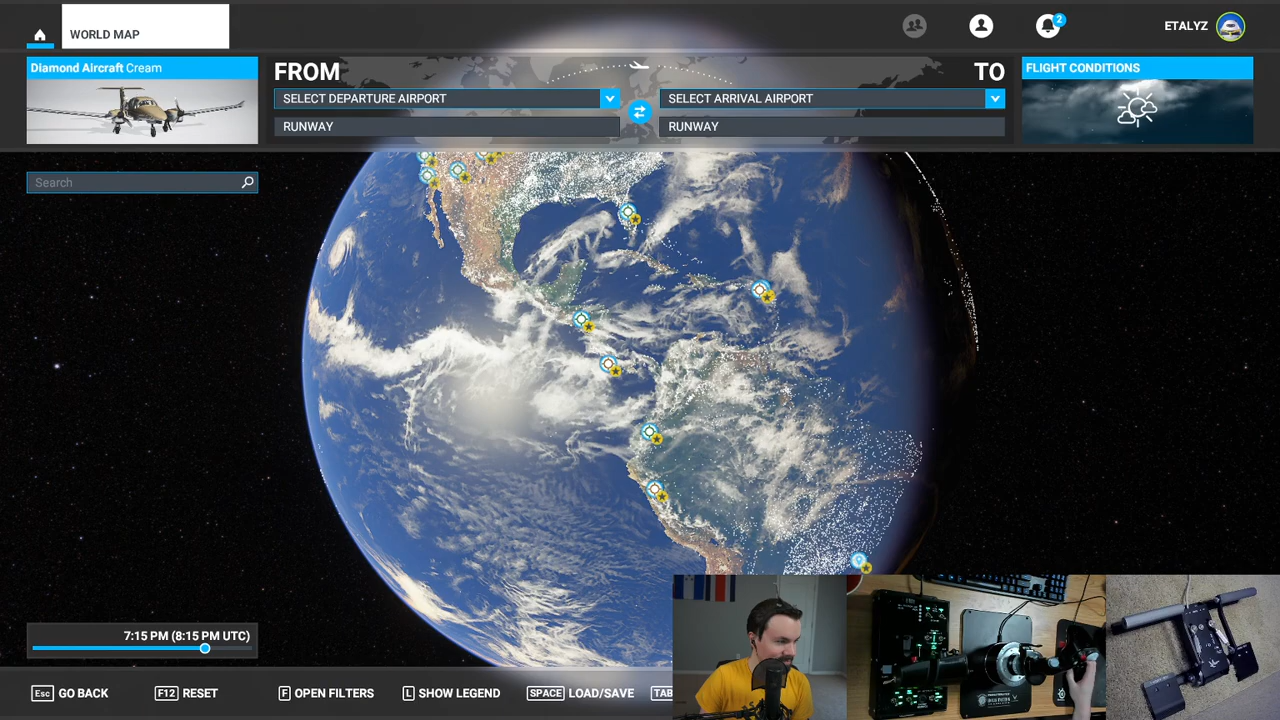 WORLD MAP
2
ETALYZ
Diamond Aircraft Cream
FROM
TO
FLIGHT CONDITIONS
SELECT DEPARTURE AIRPORT
SELECT ARRIVAL AIRPORT
RUNWAY
RUNWAY
Search
7:15 PM (8:15 PM UTC)
Esc GO BACK
F12 RESET
F OPEN FILTERS
L SHOW LEGEND
SPACE LOAD/SAVE
TAB